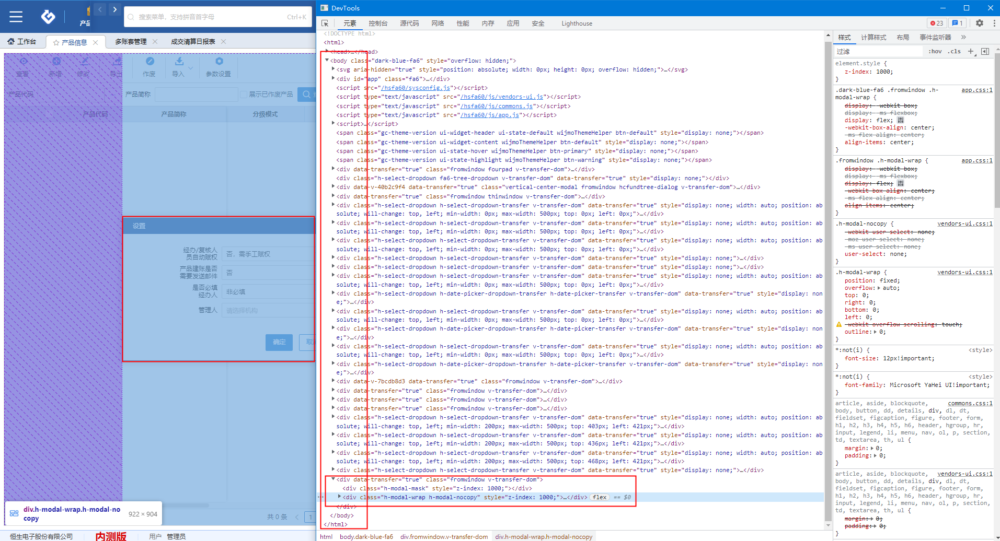 产品
搜索菜单，支持拼音首字母
Ctrl+K
工作台
产品信息
多账套管理
成交清算日报表
查看
新增
修改
导出
作废
导入
参数设置
产品代码
产品简称
展示已作废产品
产品代码
产品简称
分级模式
设置
经办/复核人
员自动赋权
否，需手工赋权
产品建账是否
需要发送邮件
否
是否必填
经办人
非必填
管理人
请选择机构
确定
div.h-modal-wrap.h-modal-no
copy
922 × 904
共 0 条
1
恒生电子股份有限公司
内测版
用户
管理员
DevTools
元素
控制台
源代码
网络
性能
内存
应用
安全
Lighthouse
23
1
<!DOCTYPE html>
<html>
<head>…</head>
<body class="dark-blue-fa6" style="overflow: hidden;">
<svg aria-hidden="true" style="position: absolute; width: 0px; height: 0px; overflow: hidden;">…</svg>
<div id="app" class="fa6">…</div>
<script src="/hsfa60/sysconfig.js"></script>
<script type="text/javascript" src="/hsfa60/js/vendors-ui.js"></script>
<script type="text/javascript" src="/hsfa60/js/commons.js"></script>
<script type="text/javascript" src="/hsfa60/js/app.js"></script>
<script>…</script>
<span class="gc-theme-version ui-widget-header ui-state-default wijmoThemeHelper btn-default" style="display: none;"></span>
<span class="gc-theme-version ui-widget-content wijmoThemeHelper btn-default" style="display: none;"></span>
<span class="gc-theme-version ui-state-hover wijmoThemeHelper btn-primary" style="display: none;"></span>
<span class="gc-theme-version ui-state-highlight wijmoThemeHelper btn-warning" style="display: none;"></span>
<div data-transfer="true" class="fromwindow fourpad v-transfer-dom">…</div>
<div class="h-select-dropdown fa6-tree-dropdown v-transfer-dom" data-transfer="true" style="display: none;"></div>
<div data-v-40b2c9f4 data-transfer="true" class="vertical-center-modal fromwindow hcfundtree-dialog v-transfer-dom">…</div>
<div data-transfer="true" class="fromwindow thinwindow v-transfer-dom">…</div>
<div class="h-select-dropdown h-select-dropdown-transfer v-transfer-dom" data-transfer="true" style="display: none; width: auto; position: ab
solute; will-change: top, left; min-width: 0px; max-width: 500px; top: 0px; left: 0px;">…</div>
<div class="h-select-dropdown h-select-dropdown-transfer v-transfer-dom" data-transfer="true" style="display: none; width: auto; position: ab
solute; will-change: top, left; min-width: 0px; max-width: 500px; top: 0px; left: 0px;">…</div>
<div class="h-select-dropdown h-select-dropdown-transfer v-transfer-dom" data-transfer="true" style="display: none; width: auto; position: ab
solute; will-change: top, left; min-width: 0px; max-width: 500px; top: 0px; left: 0px;">…</div>
<div class="h-select-dropdown h-select-dropdown-transfer v-transfer-dom" data-transfer="true" style="display: none;">…</div>
<div class="h-select-dropdown h-select-dropdown-transfer v-transfer-dom" data-transfer="true" style="display: none;">…</div>
<div class="h-select-dropdown h-select-dropdown-transfer v-transfer-dom" data-transfer="true" style="display: none; width: auto; position: ab
solute; will-change: top, left; min-width: 0px; max-width: 500px; top: 0px; left: 0px;">…</div>
<div class="h-select-dropdown h-date-picker-dropdown-transfer h-date-picker-transfer v-transfer-dom" data-transfer="true" style="display: non
e;">…</div>
<div class="h-select-dropdown h-select-dropdown-transfer v-transfer-dom" data-transfer="true" style="display: none; width: auto; position: ab
solute; will-change: top, left; min-width: 0px; max-width: 500px; top: 0px; left: 0px;">…</div>
<div class="h-select-dropdown h-date-picker-dropdown-transfer h-date-picker-transfer v-transfer-dom" data-transfer="true" style="display: non
e;">…</div>
<div class="h-select-dropdown h-select-dropdown-transfer v-transfer-dom" data-transfer="true" style="display: none; width: auto; position: ab
solute; will-change: top, left; min-width: 0px; max-width: 500px; top: 0px; left: 0px;">…</div>
<div class="h-select-dropdown h-date-picker-dropdown-transfer h-date-picker-transfer v-transfer-dom" data-transfer="true" style="display: non
e;">…</div>
<div data-v-7bcdb8d3 data-transfer="true" class="fromwindow v-transfer-dom">…</div>
<div data-transfer="true" class="fromwindow v-transfer-dom">…</div>
<div data-transfer="true" class="fromwindow v-transfer-dom">…</div>
<div data-transfer="true" class="fromwindow v-transfer-dom">…</div>
<div class="h-select-dropdown h-select-dropdown-transfer v-transfer-dom" data-transfer="true" style="display: none; width: auto; position: ab
solute; will-change: top, left; min-width: 200px; max-width: 500px; top: 403px; left: 421px;">…</div>
<div class="h-select-dropdown h-select-dropdown-transfer v-transfer-dom" data-transfer="true" style="display: none; width: auto; position: ab
solute; will-change: top, left; min-width: 200px; max-width: 500px; top: 436px; left: 421px;">…</div>
<div class="h-select-dropdown h-select-dropdown-transfer v-transfer-dom" data-transfer="true" style="display: none; width: auto; position: ab
solute; will-change: top, left; min-width: 200px; max-width: 500px; top: 468px; left: 421px;">…</div>
<div class="h-select-dropdown h-select-dropdown-transfer v-transfer-dom" data-transfer="true" style="display: none;">…</div>
<div data-transfer="true" class="fromwindow v-transfer-dom">
<div class="h-modal-mask" style="z-index: 1000;"></div>
<div class="h-modal-wrap h-modal-nocopy" style="z-index: 1000;">…</div> flex == $0
</div>
</body>
</html>
html body.dark-blue-fa6 div.fromwindow.v-transfer-dom div.h-modal-wrap.h-modal-nocopy
样式
计算样式
布局
事件监听器
»
过滤
:hov .cls
element.style {
z-index: 1000;
}
.dark-blue-fa6 .fromwindow .h-
app.css:1
modal-wrap {
display: -webkit-box;
display: -ms-flexbox;
display: flex;
-webkit-box-align: center;
-ms-flex-align: center;
align-items: center;
}
.fromwindow .h-modal-wrap {
app.css:1
display: -webkit-box;
display: -ms-flexbox;
display: flex;
-webkit-box-align: center;
-ms-flex-align: center;
align-items: center;
}
.h-modal-nocopy {
vendors-ui.css:1
-webkit-user-select: none;
-moz-user-select: none;
-ms-user-select: none;
user-select: none;
}
.h-modal-wrap {
vendors-ui.css:1
position: fixed;
overflow: auto;
top: 0;
right: 0;
bottom: 0;
left: 0;
-webkit-overflow-scrolling: touch;
outline: 0;
}
*:not(i) {
<style>
font-size: 12px!important;
}
*:not(i) {
<style>
font-family: Microsoft YaHei UI!important;
}
article, aside, blockquote,
commons.css:1
body, button, dd, details, div, dl, dt,
fieldset, figcaption, figure, footer, form,
h1, h2, h3, h4, h5, h6, header, hgroup, hr,
input, legend, li, menu, nav, ol, p, section,
td, textarea, th, ul {
margin: 0;
padding: 0;
}
article, aside, blockquote,
vendors-ui.css:1
body, button, dd, details, div, dl, dt,
fieldset, figcaption, figure, footer, form,
h1, h2, h3, h4, h5, h6, header, hgroup, hr,
input, legend, li, menu, nav, ol, p, section,
td, textarea, th, ul {
margin: 0;
padding: 0;
}